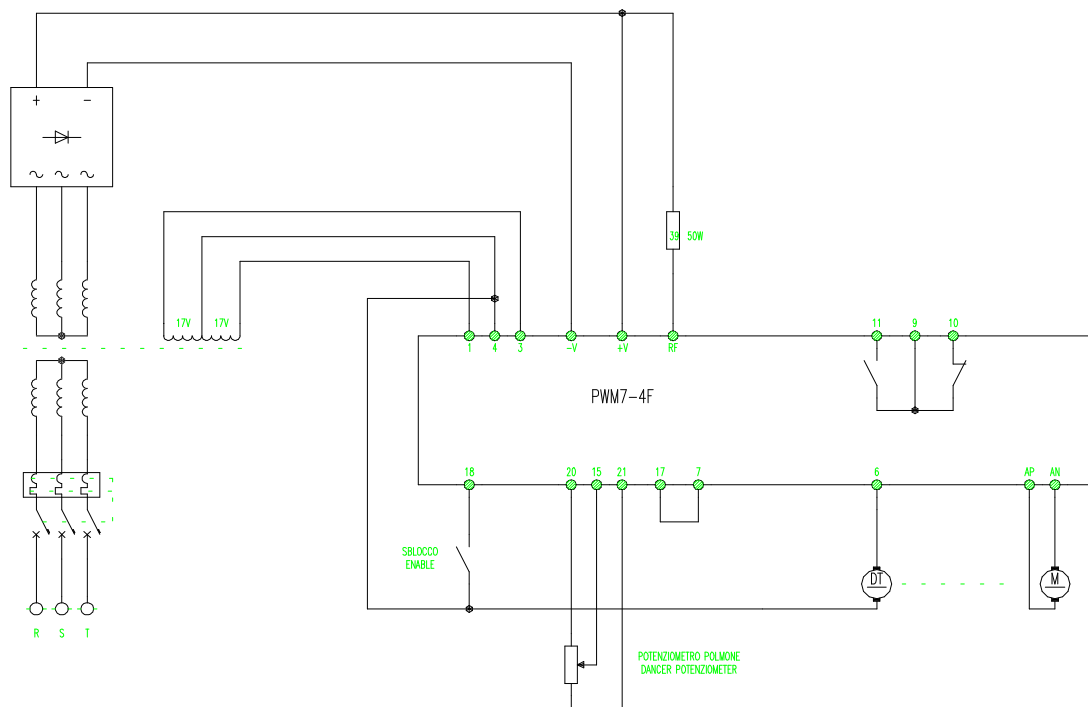 + −
39 50W
17V 17V
1 4 3 -V +V RF
11 9 10
PWM7-4F
18 20 15 21 17 7 6 AP AN
SBLOCCO
ENABLE
DT M
R S T
POTENZIOMETRO POLMONE
DANCER POTENZIOMETER